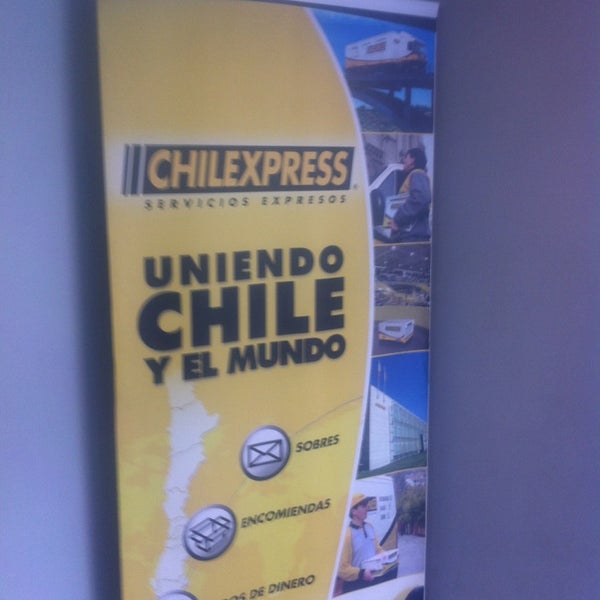 CHILEXPRESS
SERVICIOS EXPRESOS
UNIENDO
CHILE
Y EL MUNDO
SOBRES
ENCOMIENDAS
DE DINERO